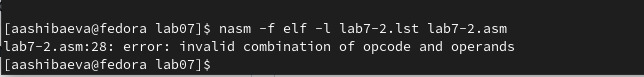 [aashibaeva@fedora lab07]$ nasm -f elf -l lab7-2.lst lab7-2.asm
lab7-2.asm:28: error: invalid combination of opcode and operands
[aashibaeva@fedora lab07]$